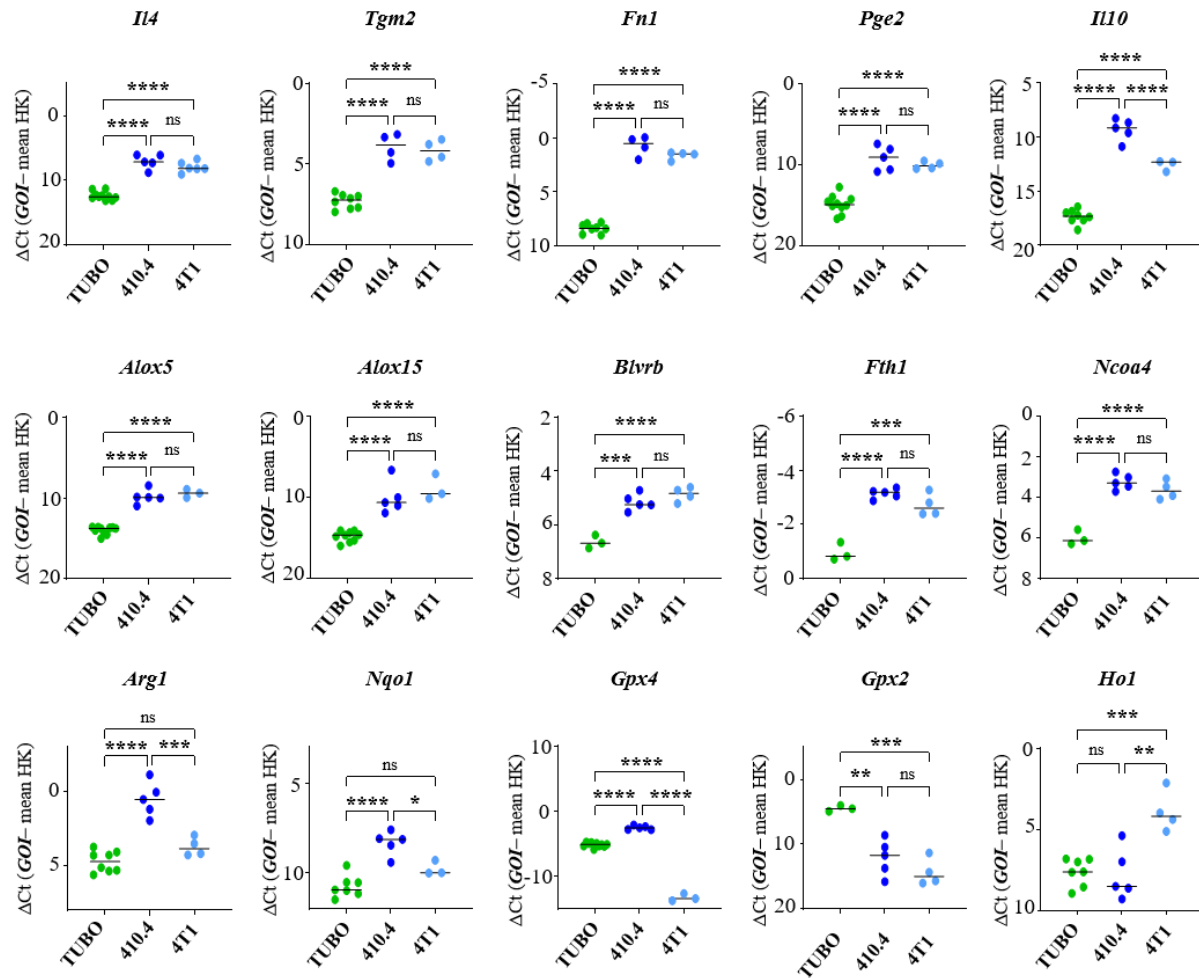 Il4 Tgm2 Fn1 Pge2 Il10
ΔCt (GOI– mean HK) 0 10 20 **** **** ns TUBO 410.4 4T1
ΔCt (GOI– mean HK) 0 5 10 **** **** ns TUBO 410.4 4T1
ΔCt (GOI– mean HK) -5 0 5 10 **** **** ns TUBO 410.4 4T1
ΔCt (GOI– mean HK) 0 10 20 **** **** ns TUBO 410.4 4T1
ΔCt (GOI– mean HK) 5 10 15 20 **** **** **** TUBO 410.4 4T1
Alox5 Alox15 Blvrb Fth1 Ncoa4
ΔCt (GOI– mean HK) 0 10 20 **** **** ns TUBO 410.4 4T1
ΔCt (GOI– mean HK) 0 10 20 **** **** ns TUBO 410.4 4T1
ΔCt (GOI– mean HK) 2 4 6 8 **** *** ns TUBO 410.4 4T1
ΔCt (GOI– mean HK) -6 -4 -2 0 *** **** ns TUBO 410.4 4T1
ΔCt (GOI– mean HK) 0 2 4 6 8 **** **** ns TUBO 410.4 4T1
Arg1 Nqo1 Gpx4 Gpx2 Ho1
ΔCt (GOI– mean HK) 0 5 ns **** *** TUBO 410.4 4T1
ΔCt (GOI– mean HK) 5 10 ns **** * TUBO 410.4 4T1
ΔCt (GOI– mean HK) 10 0 -10 **** **** **** TUBO 410.4 4T1
ΔCt (GOI– mean HK) 0 10 20 *** ** ns TUBO 410.4 4T1
ΔCt (GOI– mean HK) 0 5 10 *** ns ** TUBO 410.4 4T1